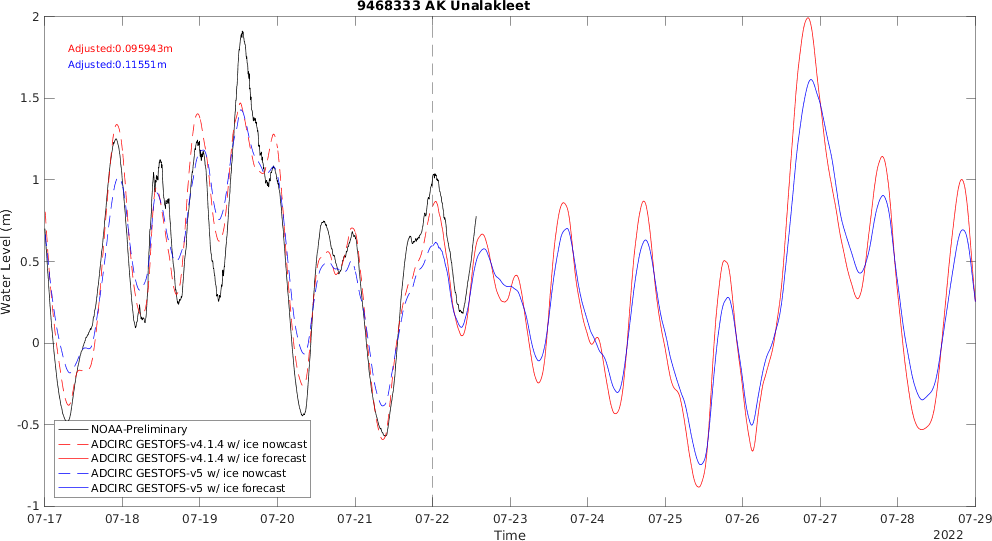 9468333 AK Unalakleet
Adjusted:0.095943m
Adjusted:0.11551m
Water Level (m)
2
1.5
1
0.5
0
-0.5
-1
NOAA-Preliminary
ADCIRC GESTOFS-v4.1.4 w/ ice nowcast
ADCIRC GESTOFS-v4.1.4 w/ ice forecast
ADCIRC GESTOFS-v5 w/ ice nowcast
ADCIRC GESTOFS-v5 w/ ice forecast
07-17 07-18 07-19 07-20 07-21 07-22 07-23 07-24 07-25 07-26 07-27 07-28 07-29
Time
2022